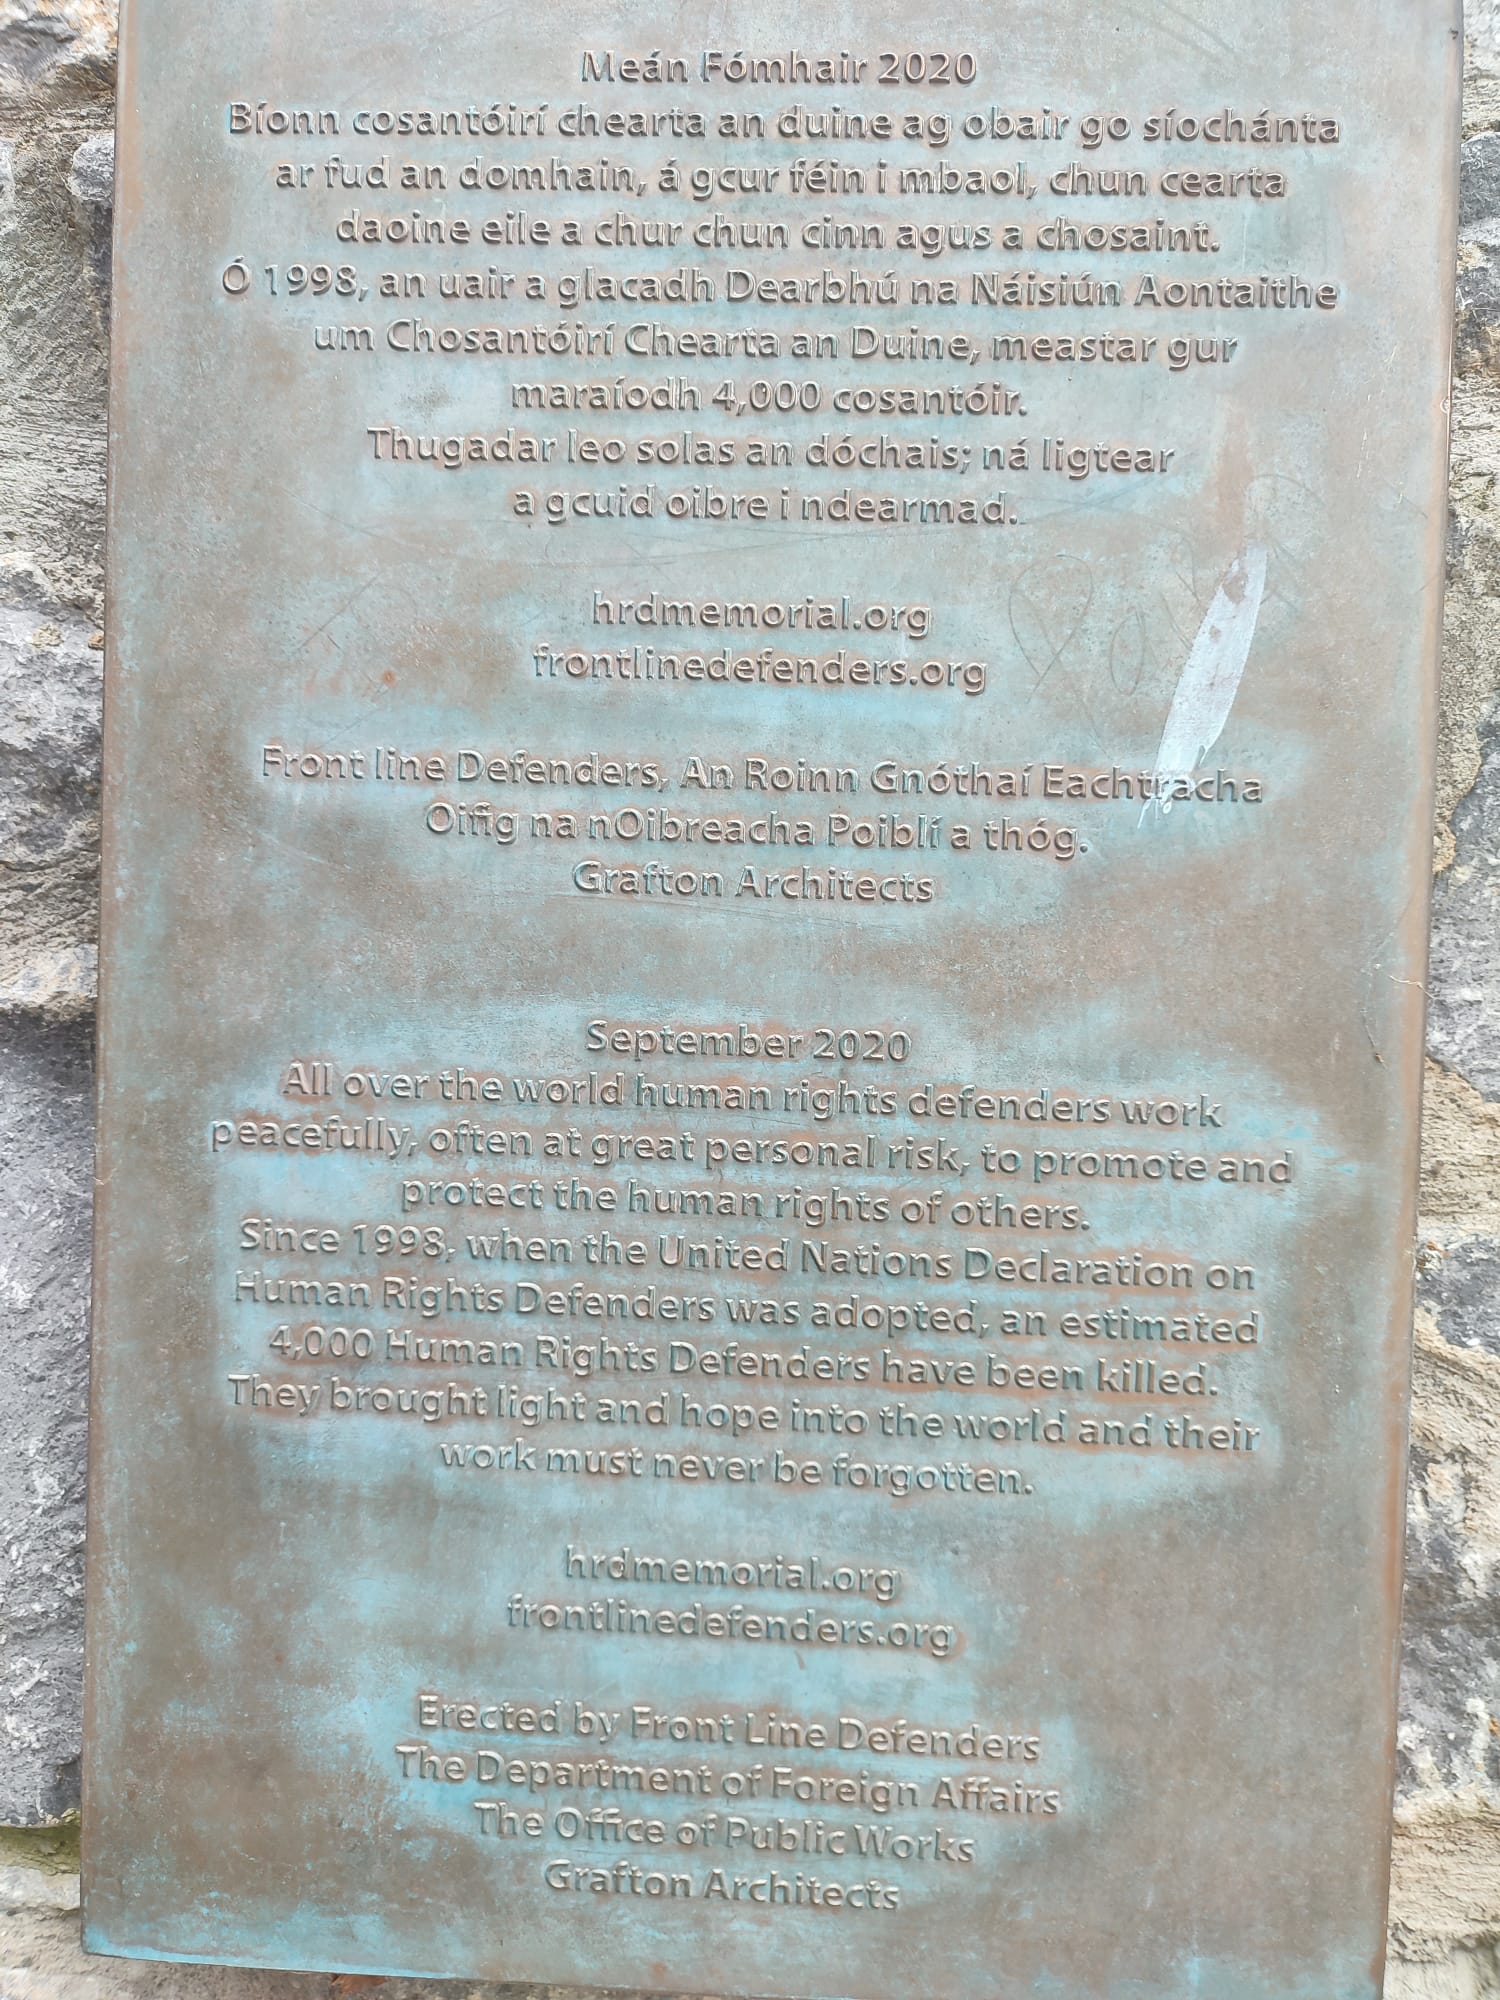 Meán Fómhair 2020
Bíonn cosantóirí chearta an duine ag obair go síochánta
ar fud an domhain, á gcur féin i mbaol, chun cearta
daoine eile a chur chun cinn agus a chosaint.
Ó 1998, an uair a glacadh Dearbhú na Náisiún Aontaithe
um Chosantóirí Chearta an Duine, meastar gur
maraíodh 4,000 cosantóir.
Thugadar leo solas an dóchais; ná ligtear
a gcuid oibre i ndearmad.
hrdmemorial.org
frontlinedefenders.org
Front line Defenders, An Roinn Gnóthaí Eachtracha
Oifig na nOibreacha Poiblí a thóg.
Grafton Architects
September 2020
All over the world human rights defenders work
peacefully, often at great personal risk, to promote and
protect the human rights of others.
Since 1998, when the United Nations Declaration on
Human Rights Defenders was adopted, an estimated
4,000 Human Rights Defenders have been killed.
They brought light and hope into the world and their
work must never be forgotten.
hrdmemorial.org
frontlinedefenders.org
Erected by Front Line Defenders
The Department of Foreign Affairs
The Office of Public Works
Grafton Architects